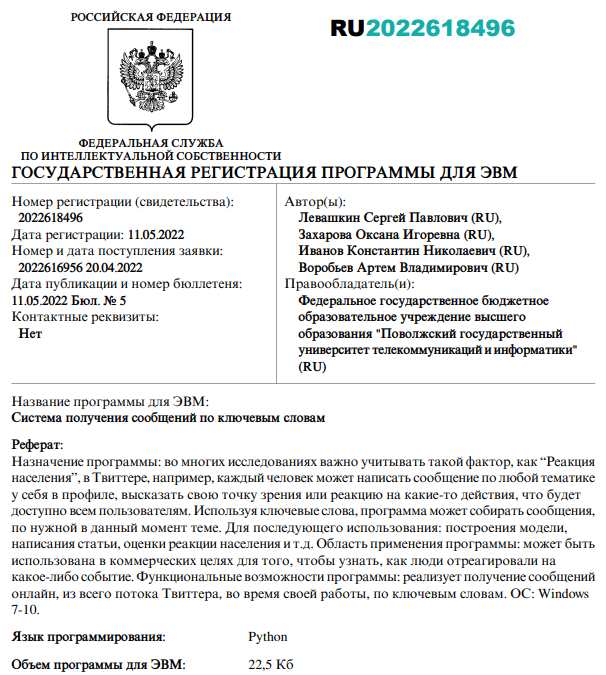 РОССИЙСКАЯ ФЕДЕРАЦИЯ
RU2022618496
ФЕДЕРАЛЬНАЯ СЛУЖБА
ПО ИНТЕЛЛЕКТУАЛЬНОЙ СОБСТВЕННОСТИ
ГОСУДАРСТВЕННАЯ РЕГИСТРАЦИЯ ПРОГРАММЫ ДЛЯ ЭВМ
Номер регистрации (свидетельства):
2022618496
Дата регистрации: 11.05.2022
Номер и дата поступления заявки:
2022616956 20.04.2022
Дата публикации и номер бюллетеня:
11.05.2022 Бюл. № 5
Контактные реквизиты:
Нет
Автор(ы):
Левашкин Сергей Павлович (RU),
Захарова Оксана Игоревна (RU),
Иванов Константин Николаевич (RU),
Воробьев Артем Владимирович (RU)
Правообладатель(и):
Федеральное государственное бюджетное
образовательное учреждение высшего
образования "Поволжский государственный
университет телекоммуникаций и информатики"
(RU)
Название программы для ЭВМ:
Система получения сообщений по ключевым словам
Реферат:
Назначение программы: во многих исследованиях важно учитывать такой фактор, как “Реакция
населения”, в Твиттере, например, каждый человек может написать сообщение по любой тематике
у себя в профиле, высказать свою точку зрения или реакцию на какие-то действия, что будет
доступно всем пользователям. Используя ключевые слова, программа может собирать сообщения,
по нужной в данный момент теме. Для последующего использования: построения модели,
написания статьи, оценки реакции населения и т.д. Область применения программы: может быть
использована в коммерческих целях для того, чтобы узнать, как люди отреагировали на
какое-либо событие. Функциональные возможности программы: реализует получение сообщений
онлайн, из всего потока Твиттера, во время своей работы, по ключевым словам. ОС: Windows
7-10.
Язык программирования: Python
Объем программы для ЭВМ: 22,5 Кб